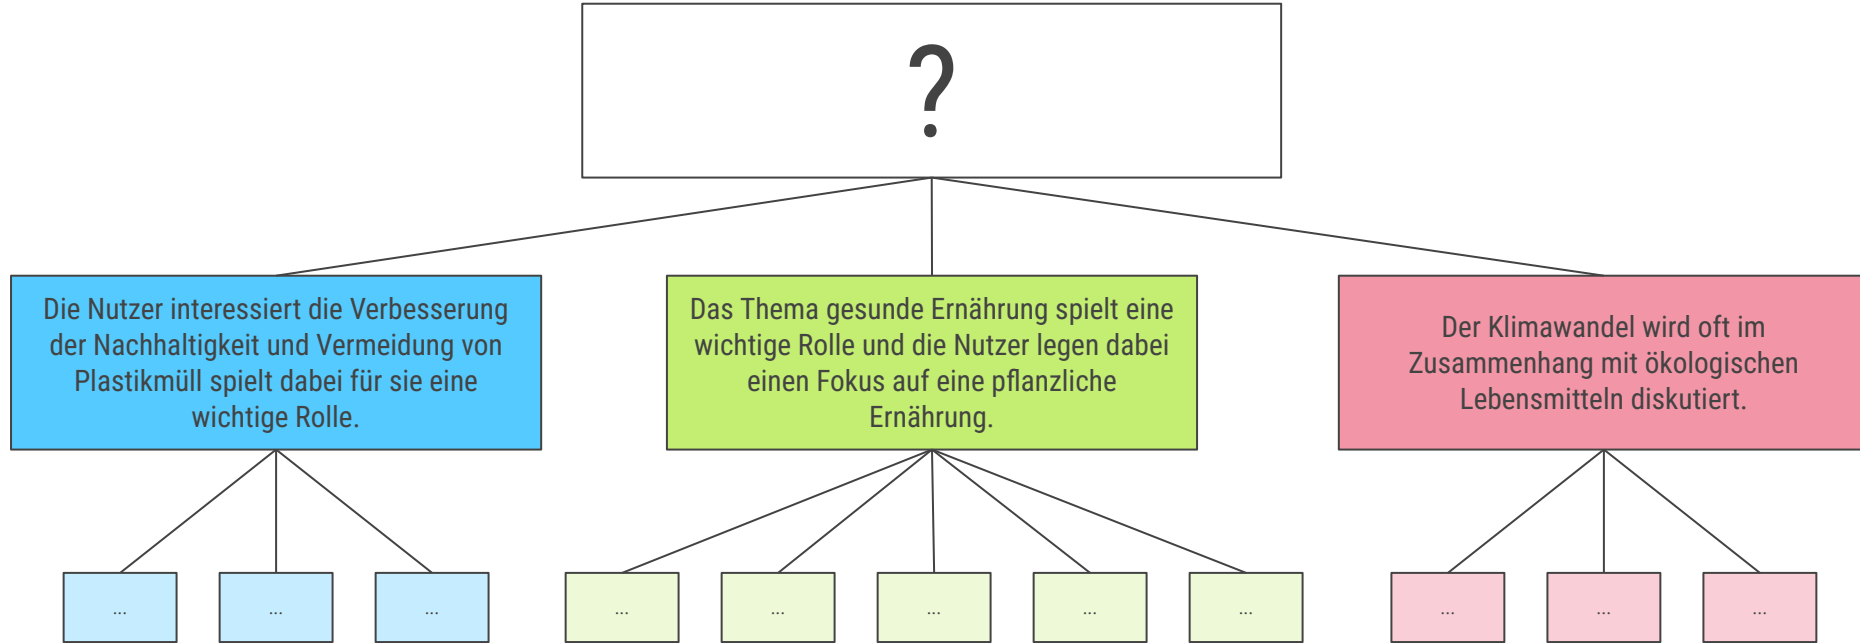 ?
Die Nutzer interessiert die Verbesserung
der Nachhaltigkeit und Vermeidung von
Plastikmüll spielt dabei für sie eine
wichtige Rolle.
Das Thema gesunde Ernährung spielt eine
wichtige Rolle und die Nutzer legen dabei
einen Fokus auf eine pflanzliche
Ernährung.
Der Klimawandel wird oft im
Zusammenhang mit ökologischen
Lebensmitteln diskutiert.
...
...
...
...
...
...
...
...
...
...
...